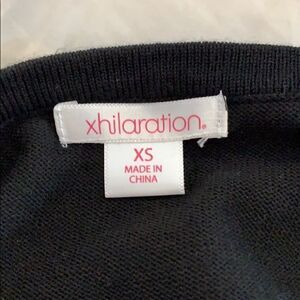 xhilaration.
XS
MADE IN
CHINA